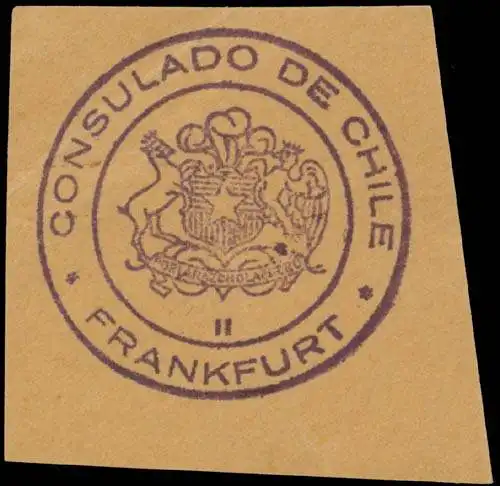 CONSULADO DE CHILE
II
* FRANKFURT *